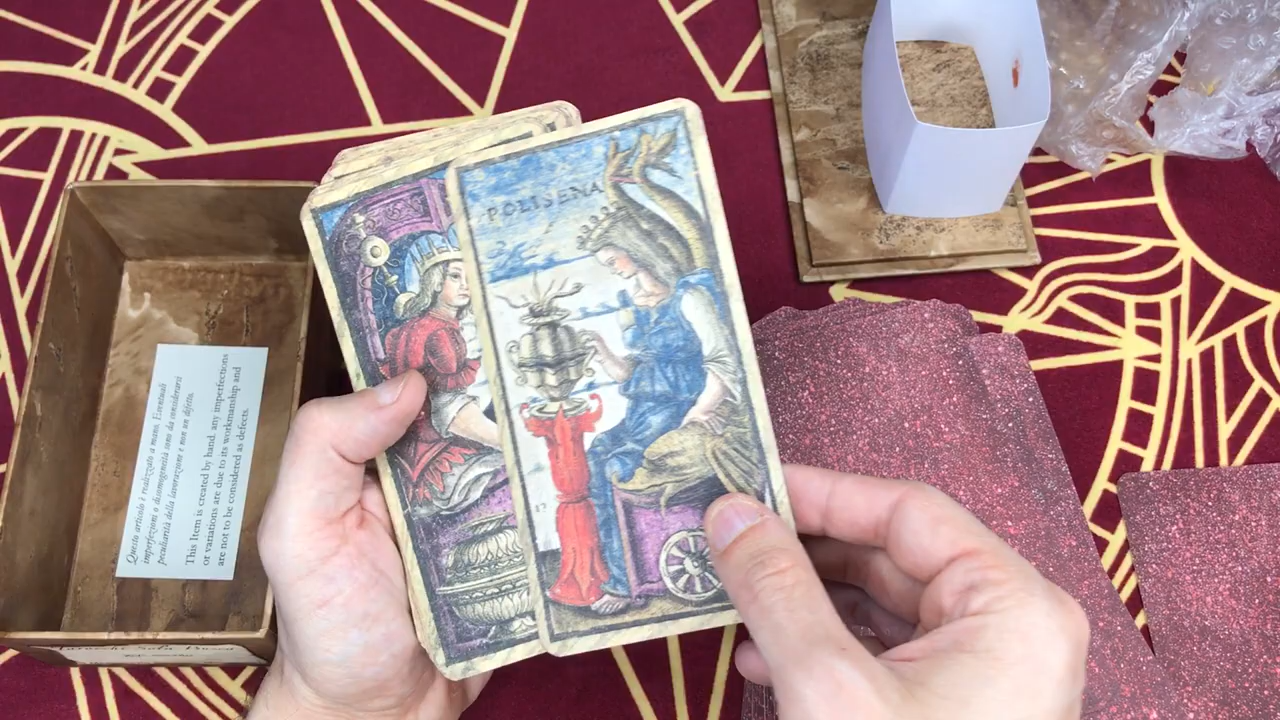 POLISENA
Questo articolo è realizzato a mano. Eventuali
imperfezioni o disomogeneità sono da considerarsi
peculiarità della lavorazione e non un difetto.
This Item is created by hand, any imperfections
or variations are due to its workmanship and
are not to be considered as defects.